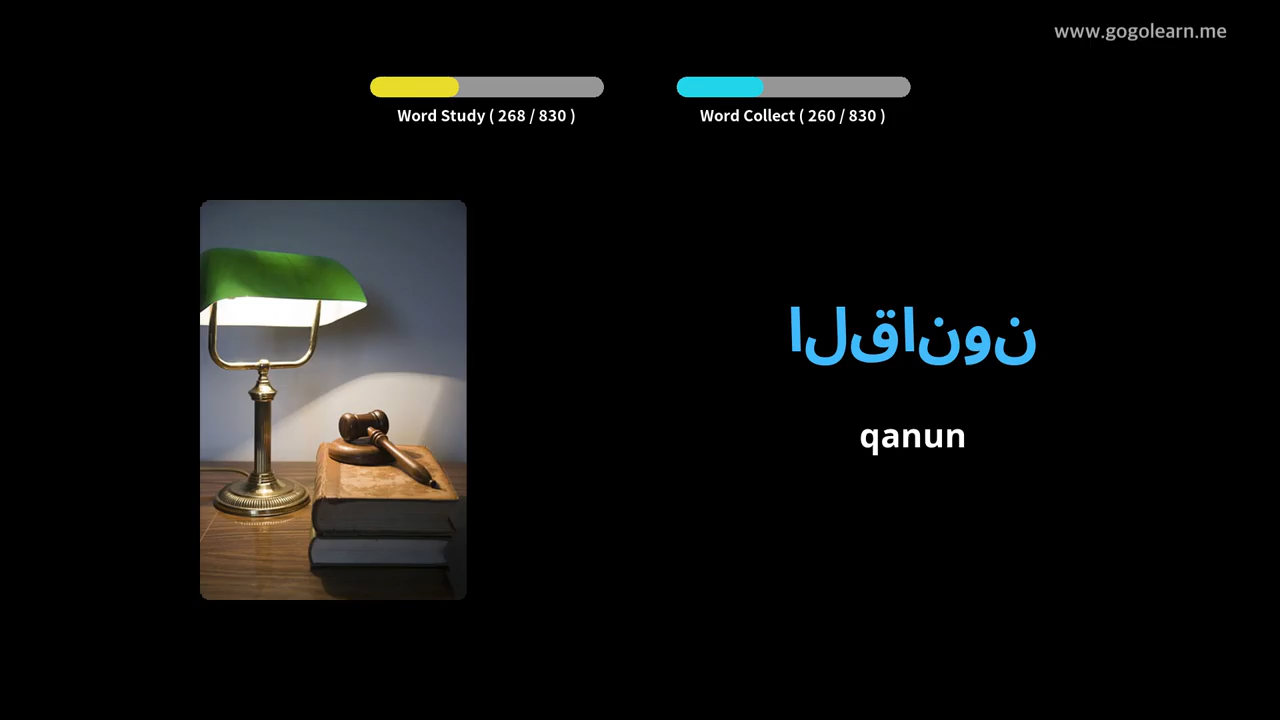 www.gogolearn.me
Word Study ( 268 / 830 )
Word Collect ( 260 / 830 )
القانون
qanun